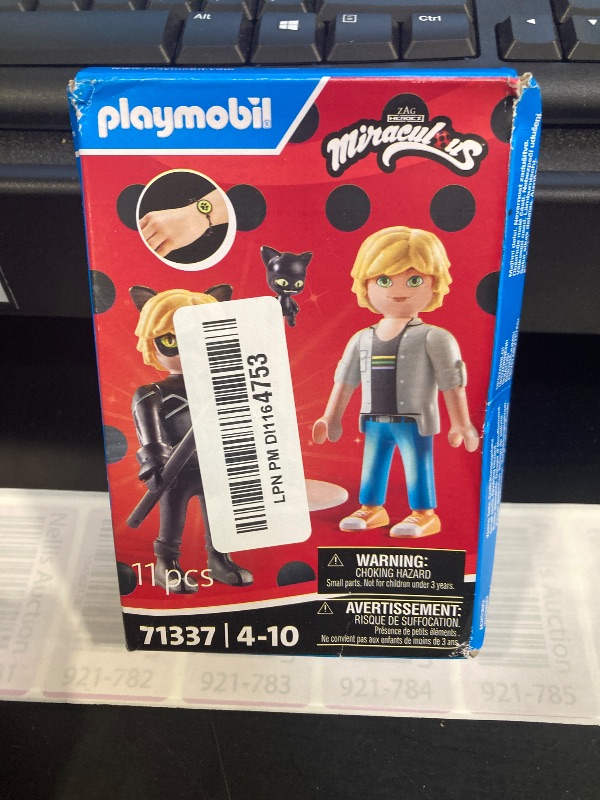 Alt
Ctrl
playmobil
ZAG
HEROEZ
Miraculous
LPN PM DI1164753
11 pcs
WARNING:
CHOKING HAZARD
Small parts. Not for children under 3 years.
AVERTISSEMENT:
RISQUE DE SUFFOCATION.
Présence de petits éléments.
Ne convient pas aux enfants de moins de 3 ans.
71337 | 4-10
921-782
921-783
921-784
921-785